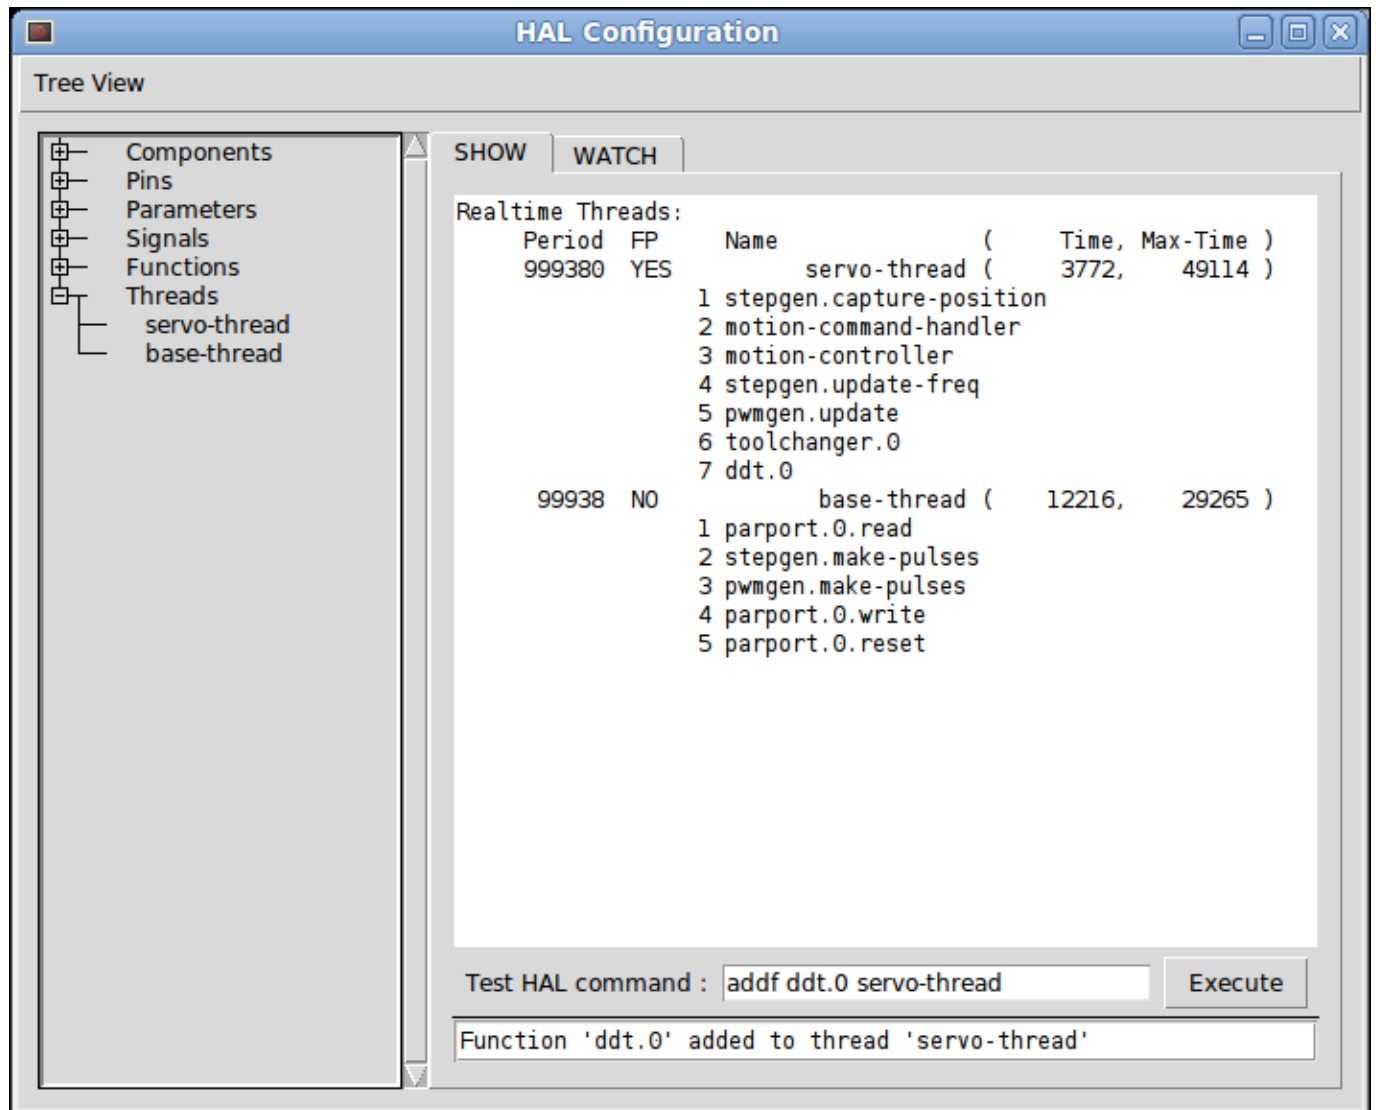 HAL Configuration
Tree View
Components
Pins
Parameters
Signals
Functions
Threads
servo-thread
base-thread
SHOW WATCH
Realtime Threads:
Period FP Name ( Time, Max-Time )
999380 YES servo-thread ( 3772, 49114 )
1 stepgen.capture-position
2 motion-command-handler
3 motion-controller
4 stepgen.update-freq
5 pwmgen.update
6 toolchanger.0
7 ddt.0
99938 NO base-thread ( 12216, 29265 )
1 parport.0.read
2 stepgen.make-pulses
3 pwmgen.make-pulses
4 parport.0.write
5 parport.0.reset
Test HAL command : addf ddt.0 servo-thread Execute
Function 'ddt.0' added to thread 'servo-thread'